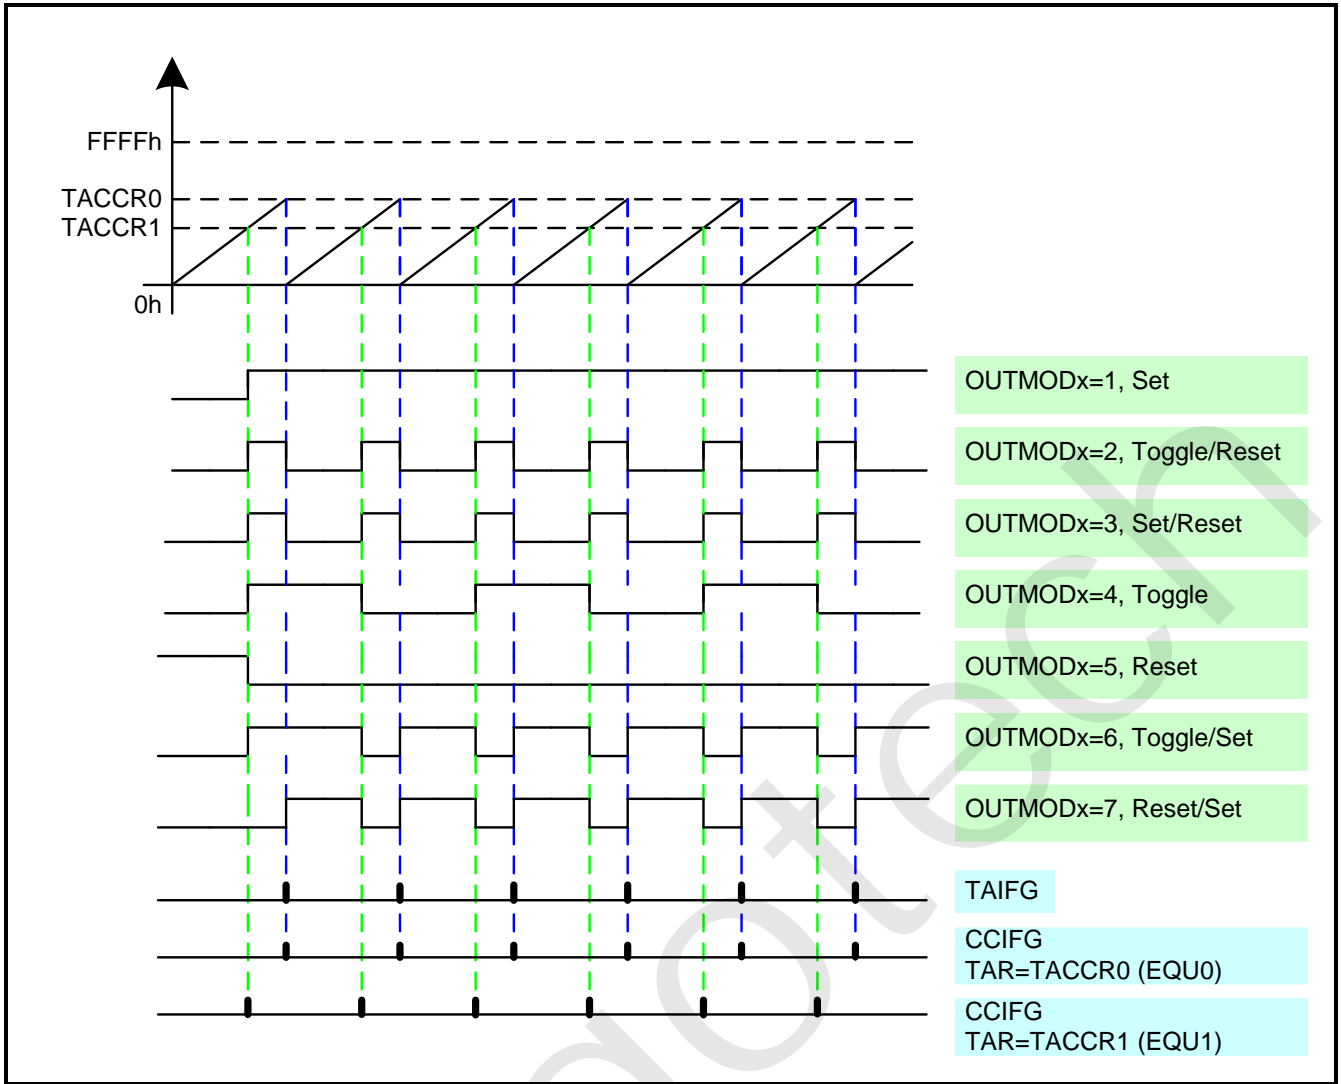 FFFFh
TACCR0
TACCR1
0h
OUTMODx=1, Set
OUTMODx=2, Toggle/Reset
OUTMODx=3, Set/Reset
OUTMODx=4, Toggle
OUTMODx=5, Reset
OUTMODx=6, Toggle/Set
OUTMODx=7, Reset/Set
TAIFG
CCIFG
TAR=TACCR0 (EQU0)
CCIFG
TAR=TACCR1 (EQU1)